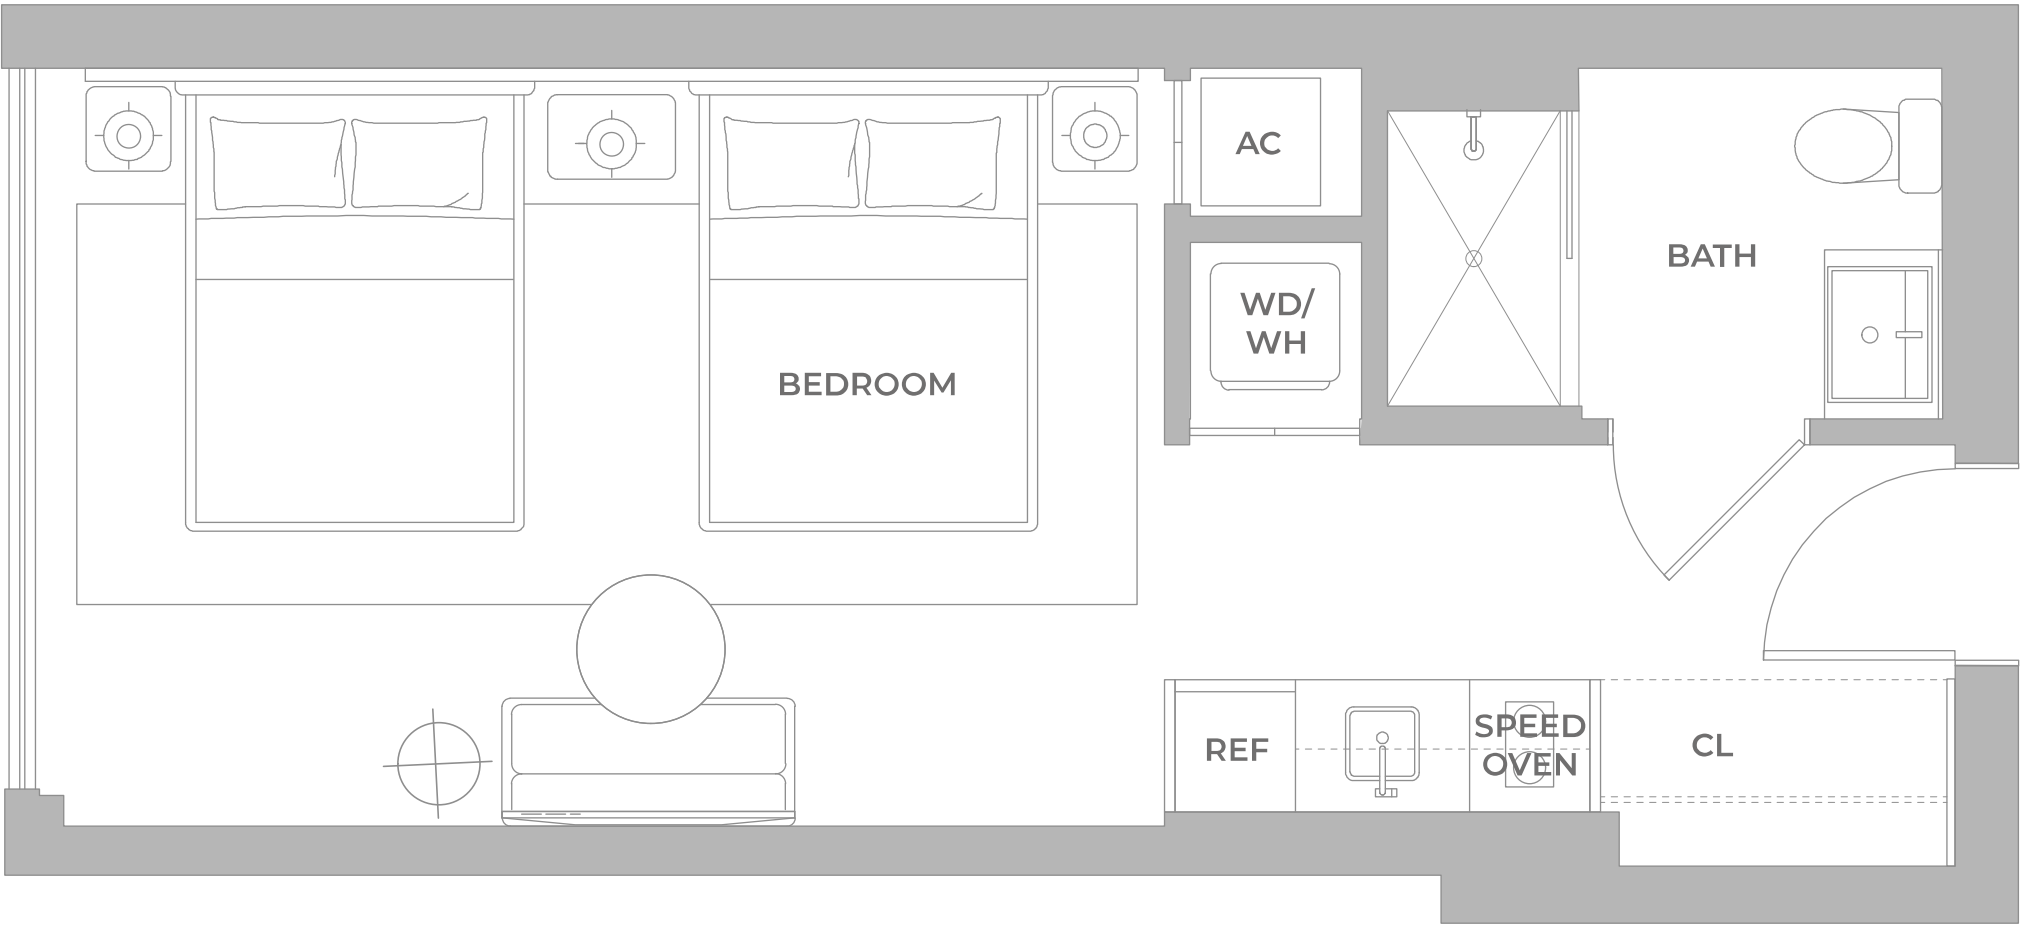 AC
BATH
WD/
WH
BEDROOM
REF
SPEED
OVEN
CL